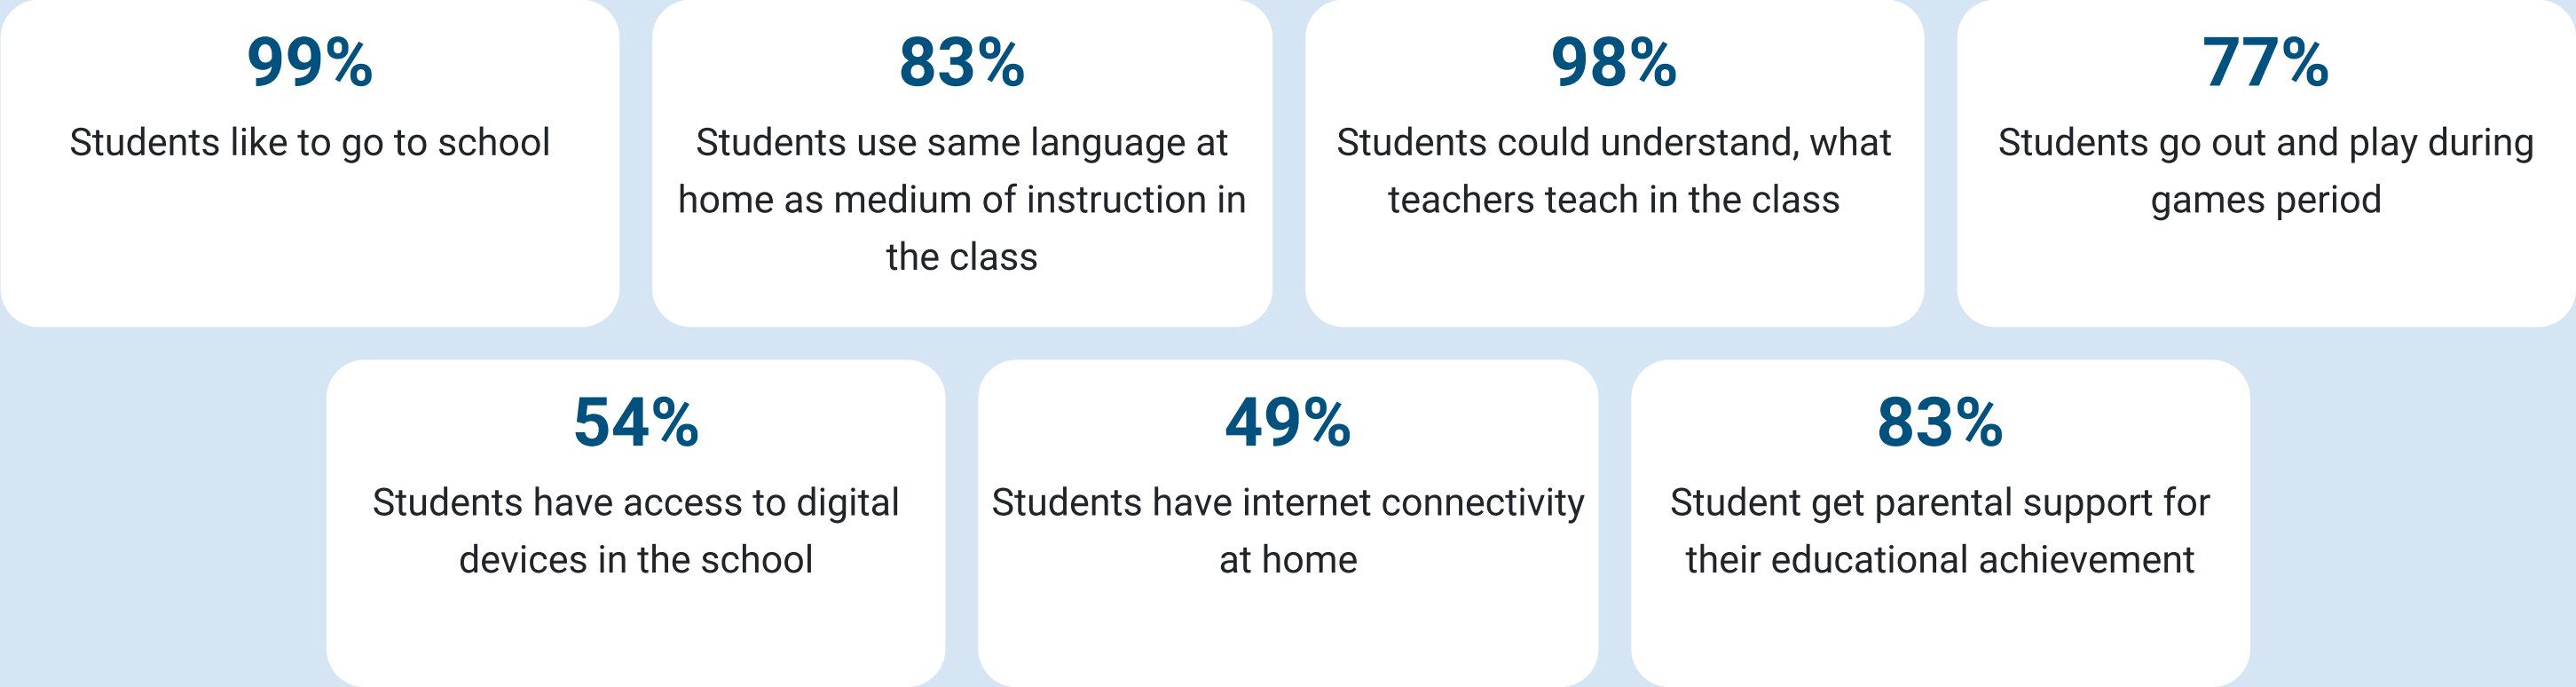 99%
Students like to go to school
83%
Students use same language at
home as medium of instruction in
the class
98%
Students could understand, what
teachers teach in the class
77%
Students go out and play during
games period
54%
Students have access to digital
devices in the school
49%
Students have internet connectivity
at home
83%
Student get parental support for
their educational achievement